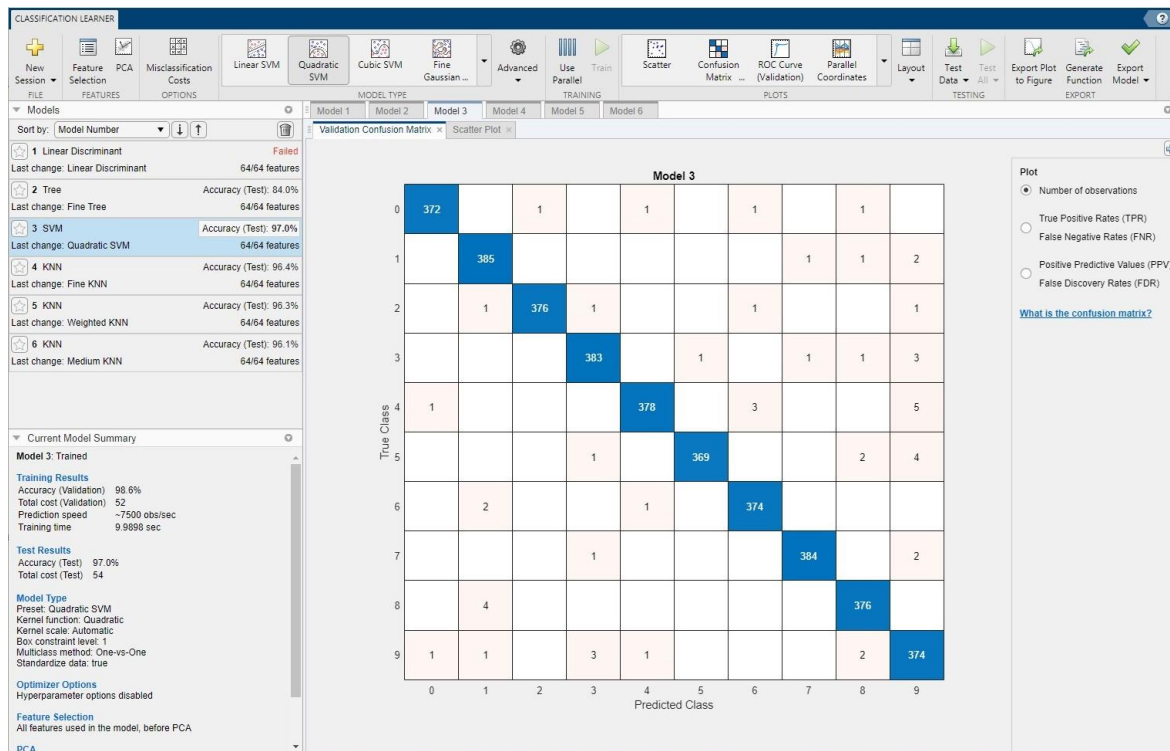 CLASSIFICATION LEARNER
?
New Session
Feature Selection
PCA
Misclassification Costs
Linear SVM
Quadratic SVM
Cubic SVM
Fine Gaussian ...
Advanced
Use Parallel
Train
Scatter
Confusion Matrix ...
ROC Curve (Validation)
Parallel Coordinates
Layout
Test Data
Test All
Export Plot to Figure
Generate Function
Export Model
FILE FEATURES OPTIONS MODEL TYPE TRAINING PLOTS TESTING EXPORT
Models
Sort by: Model Number
1 Linear Discriminant Failed
Last change: Linear Discriminant 64/64 features
2 Tree Accuracy (Test): 84.0%
Last change: Fine Tree 64/64 features
3 SVM Accuracy (Test): 97.0%
Last change: Quadratic SVM 64/64 features
4 KNN Accuracy (Test): 96.4%
Last change: Fine KNN 64/64 features
5 KNN Accuracy (Test): 96.3%
Last change: Weighted KNN 64/64 features
6 KNN Accuracy (Test): 96.1%
Last change: Medium KNN 64/64 features
Current Model Summary
Model 3: Trained
Training Results
Accuracy (Validation) 98.6%
Total cost (Validation) 52
Prediction speed ~7500 obs/sec
Training time 9.9898 sec
Test Results
Accuracy (Test) 97.0%
Total cost (Test) 54
Model Type
Preset: Quadratic SVM
Kernel function: Quadratic
Kernel scale: Automatic
Box constraint level: 1
Multiclass method: One-vs-One
Standardize data: true
Optimizer Options
Hyperparameter options disabled
Feature Selection
All features used in the model, before PCA
PCA
Model 1 Model 2 Model 3 Model 4 Model 5 Model 6
Validation Confusion Matrix Scatter Plot
Model 3
True Class
0 372 1 1 1 1
1 385 1 1 2
2 1 376 1 1 1
3 383 1 1 1 3
4 1 378 3 5
5 1 369 2 4
6 2 1 374
7 1 384 2
8 4 376
9 1 1 3 1 2 374
0 1 2 3 4 5 6 7 8 9
Predicted Class
Plot
Number of observations
True Positive Rates (TPR)
False Negative Rates (FNR)
Positive Predictive Values (PPV)
False Discovery Rates (FDR)
What is the confusion matrix?